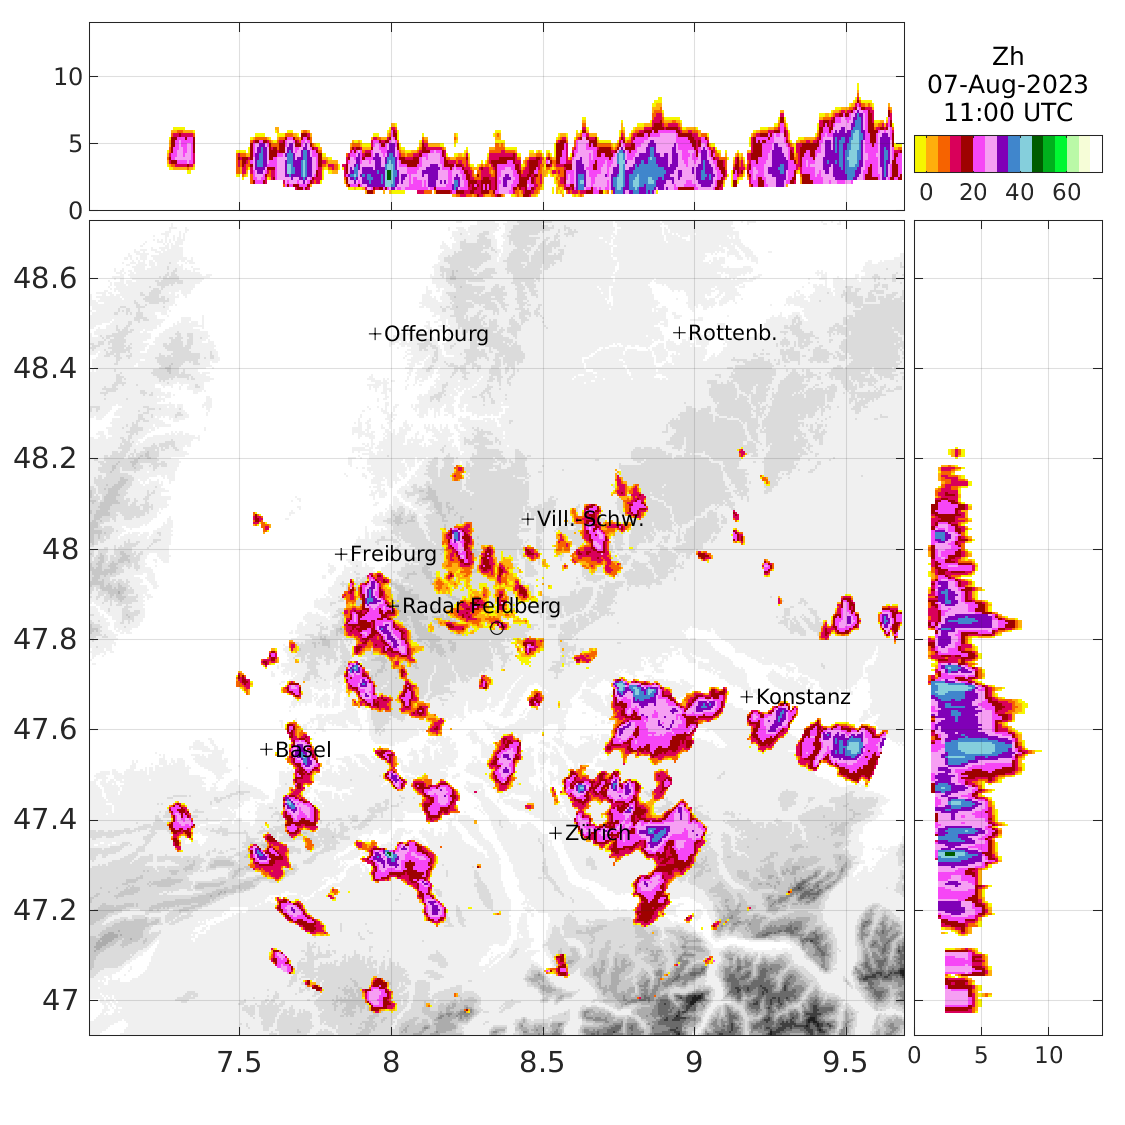 10
5
0
Zh
07-Aug-2023
11:00 UTC
0 20 40 60
48.6
48.4
48.2
48
47.8
47.6
47.4
47.2
47
+Offenburg
+Rottenb.
+Vill.-Schw.
+Freiburg
+Radar Feldberg
+Konstanz
+Basel
+Zürich
7.5 8 8.5 9 9.5
0 5 10